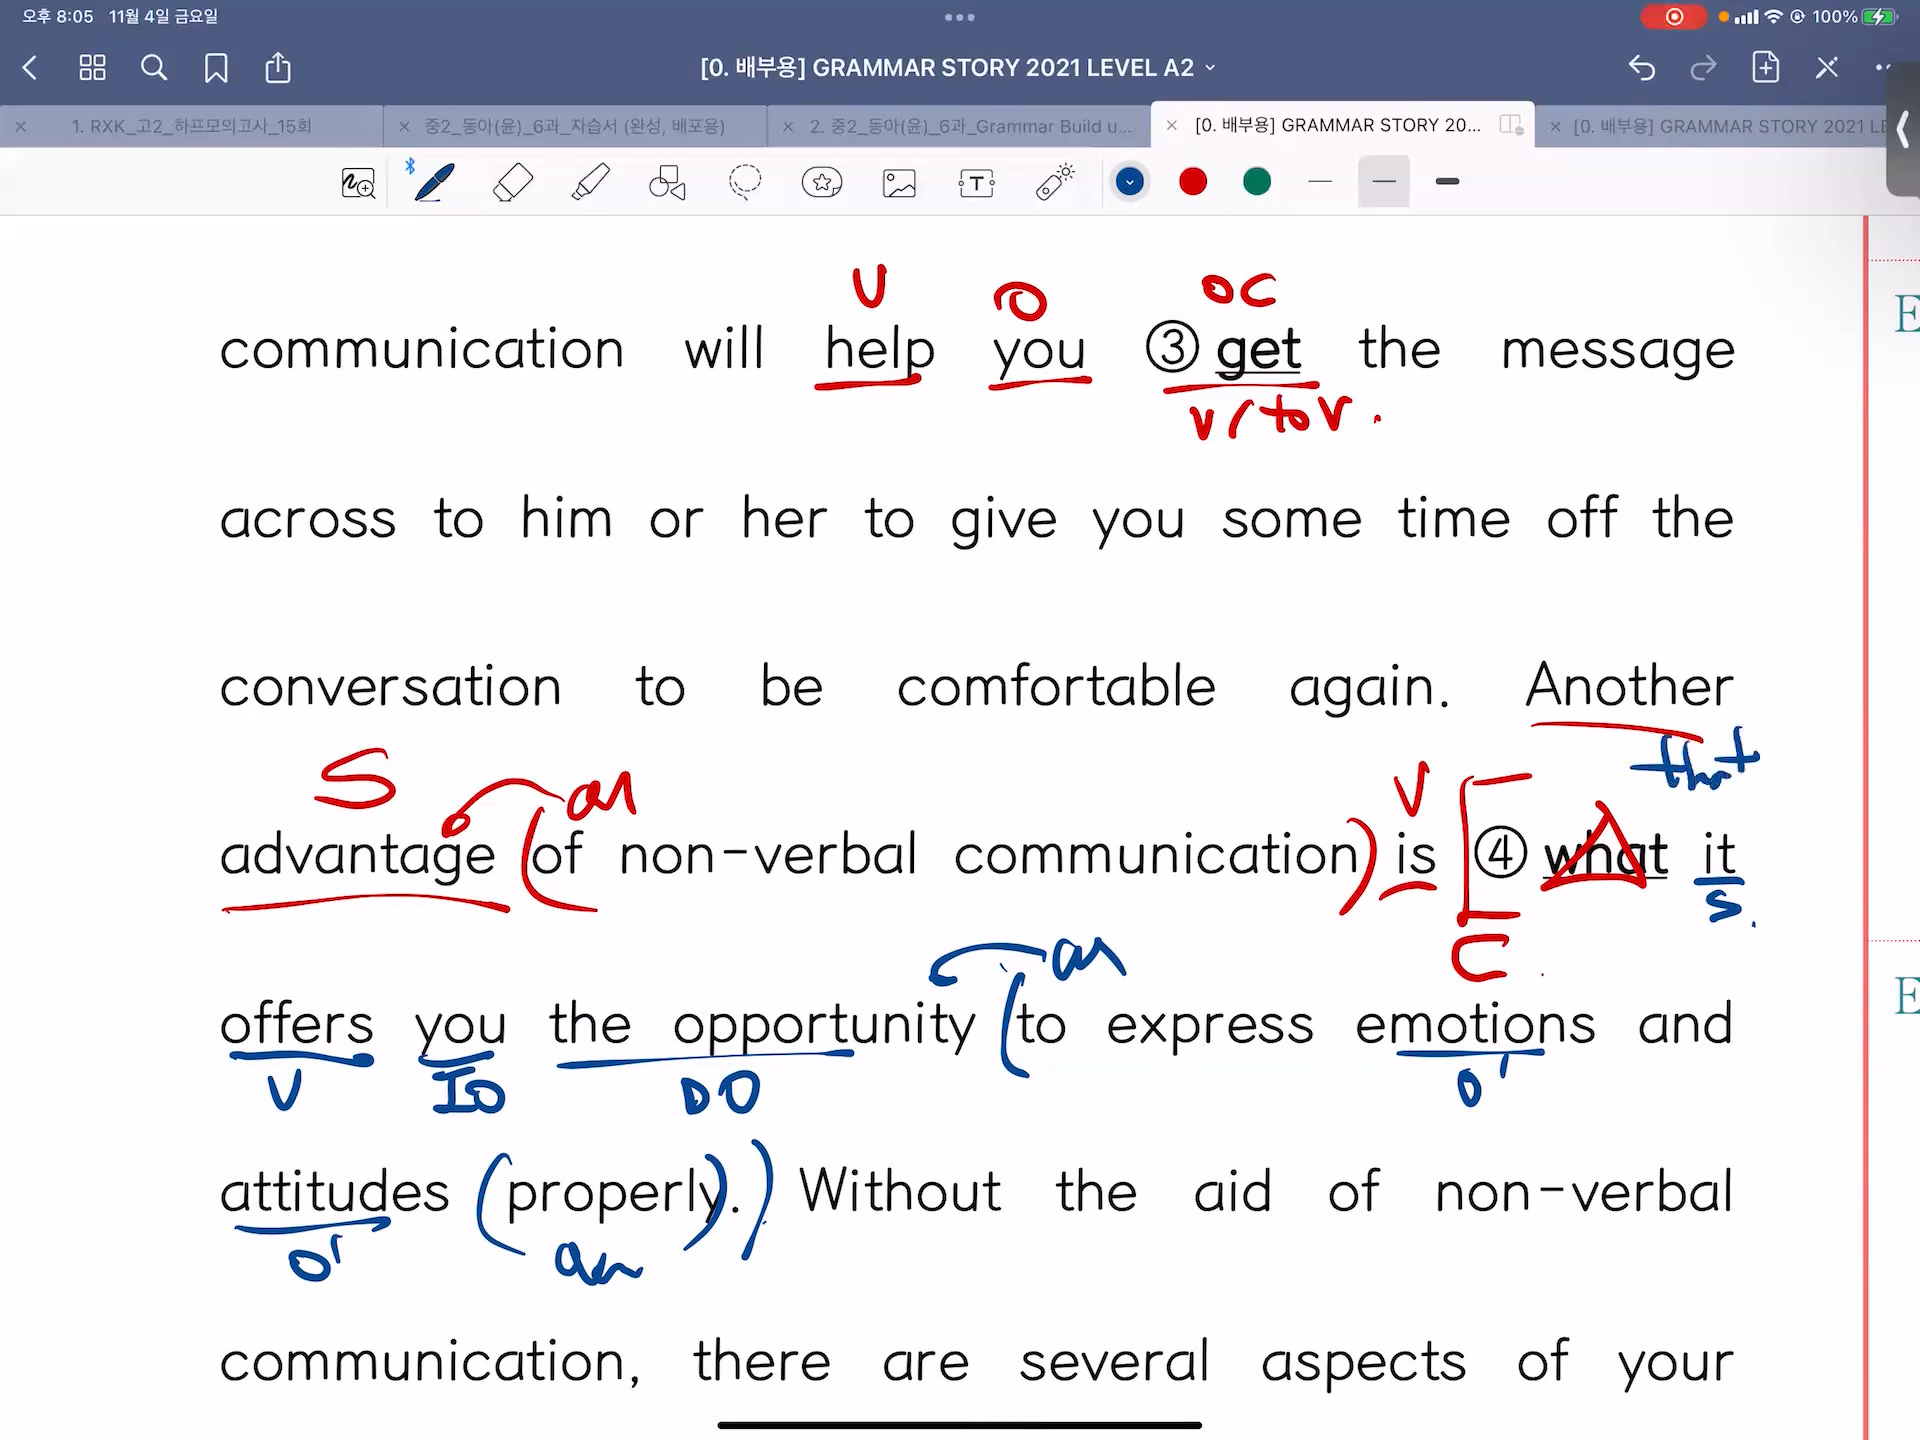 오후 8:05 11월 4일 금요일
100%
[0. 배부용] GRAMMAR STORY 2021 LEVEL A2
1. RXK_고2_하프모의고사_15회
중2_동아(윤)_6과_자습서 (완성, 배포용)
2. 중2_동아(윤)_6과_Grammar Build u...
[0. 배부용] GRAMMAR STORY 20...
[0. 배부용] GRAMMAR STORY 2021 LE
V O OC
communication will help you ③ get the message
V / to V.
across to him or her to give you some time off the
conversation to be comfortable again. Another
that
S V
advantage (of non-verbal communication) is [④ what it
C S.
offers you the opportunity (to express emotions and
V IO DO O'
attitudes (properly).) Without the aid of non-verbal
O'
communication, there are several aspects of your
E
E